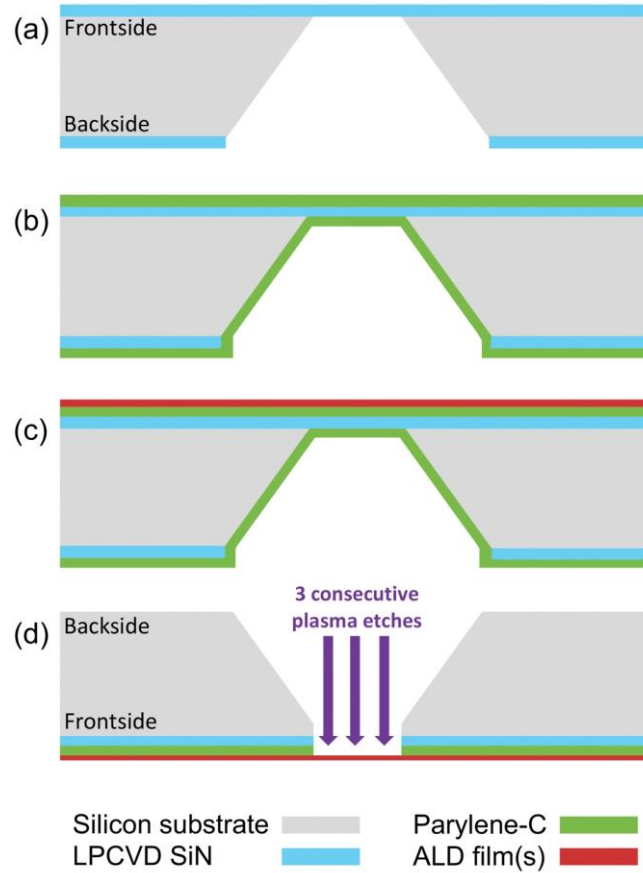 (a)
Frontside
Backside
(b)
(c)
3 consecutive
plasma etches
(d)
Backside
Frontside
Silicon substrate
Parylene-C
LPCVD SiN
ALD film(s)